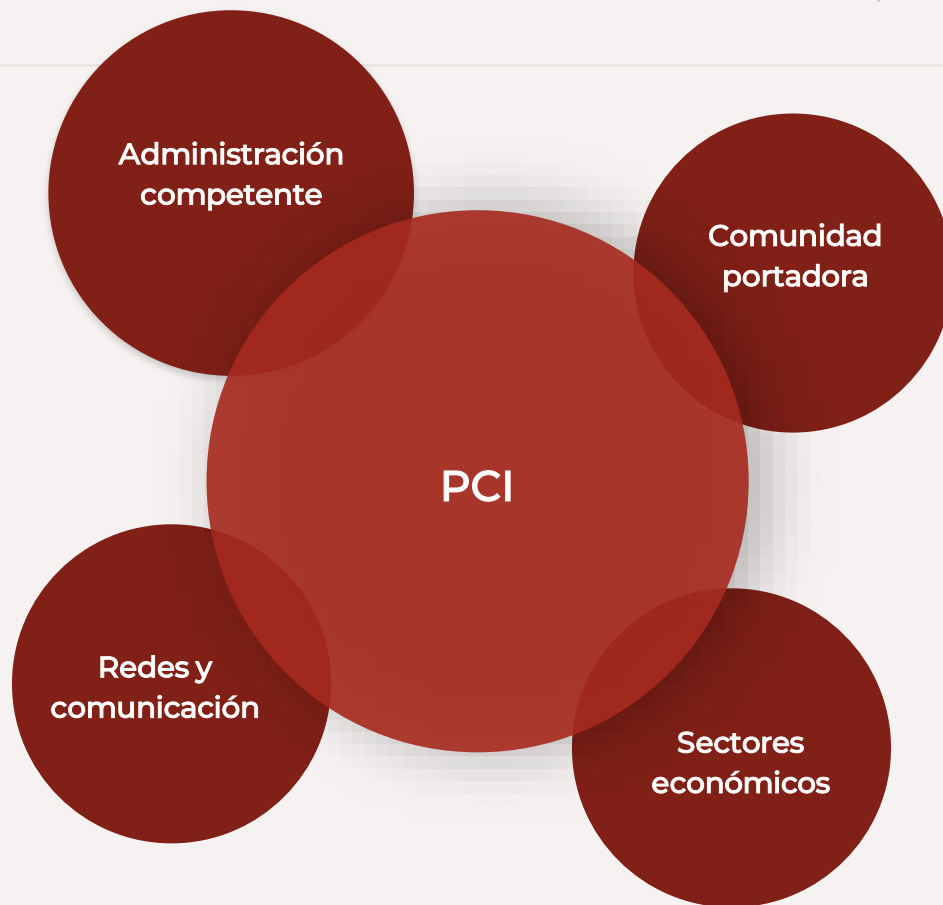 Administración
competente
Comunidad
portadora
PCI
Redes y
comunicación
Sectores
económicos